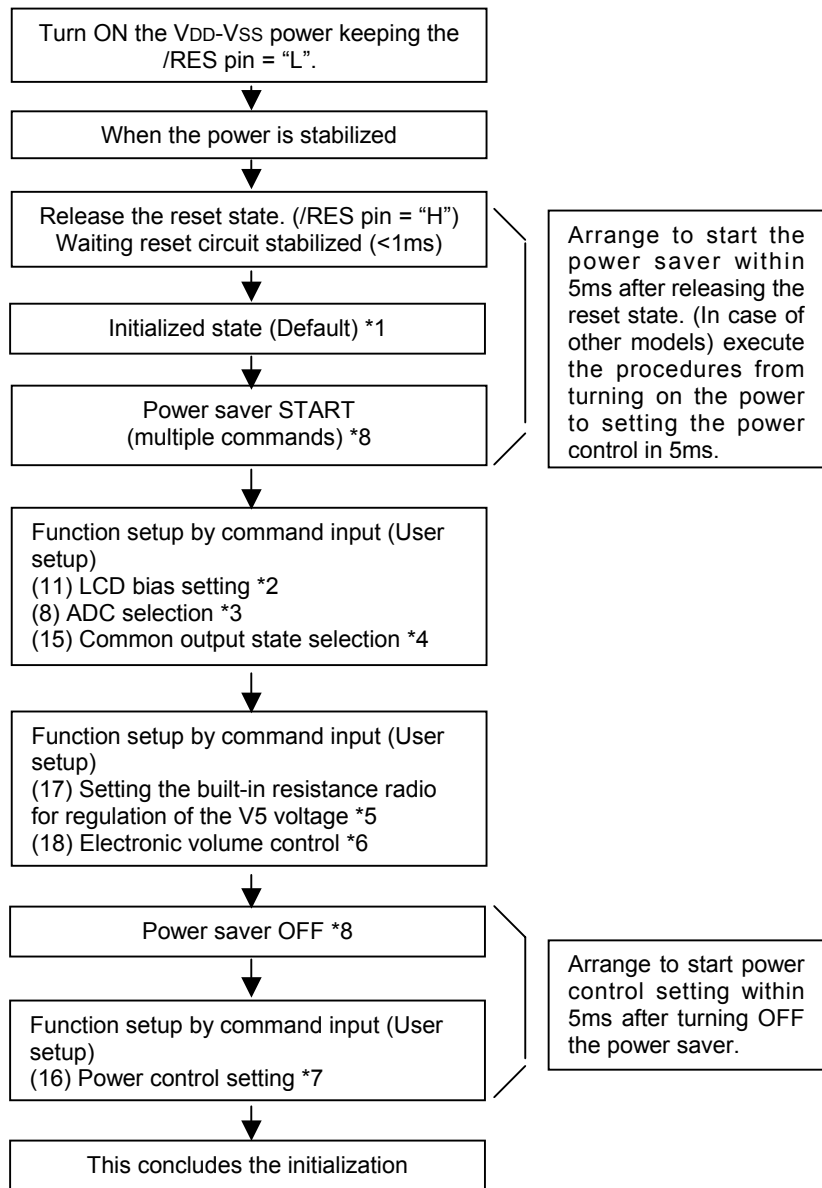 Turn ON the VDD-VSS power keeping the
/RES pin = “L”.
When the power is stabilized
Release the reset state. (/RES pin = “H”)
Waiting reset circuit stabilized (<1ms)
Initialized state (Default) *1
Power saver START
(multiple commands) *8
Arrange to start the
power saver within
5ms after releasing the
reset state. (In case of
other models) execute
the procedures from
turning on the power
to setting the power
control in 5ms.
Function setup by command input (User
setup)
(11) LCD bias setting *2
(8) ADC selection *3
(15) Common output state selection *4
Function setup by command input (User
setup)
(17) Setting the built-in resistance radio
for regulation of the V5 voltage *5
(18) Electronic volume control *6
Power saver OFF *8
Function setup by command input (User
setup)
(16) Power control setting *7
Arrange to start power
control setting within
5ms after turning OFF
the power saver.
This concludes the initialization